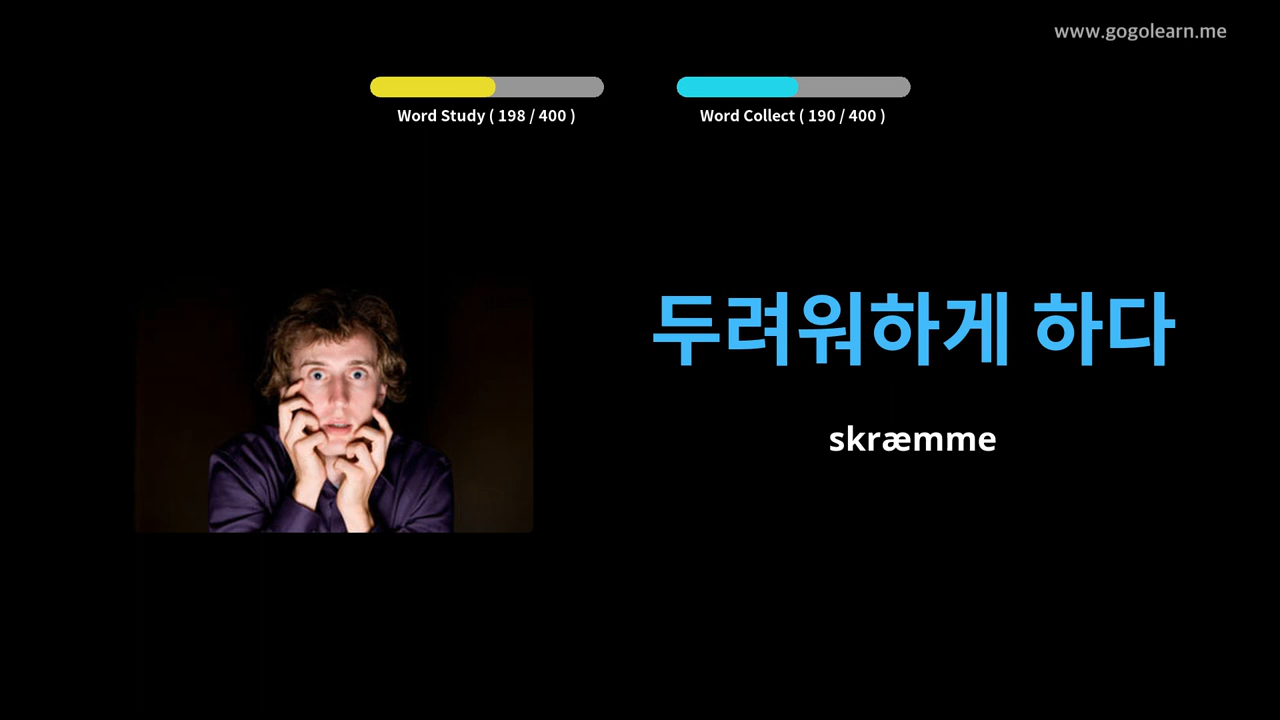 www.gogolearn.me
Word Study ( 198 / 400 )
Word Collect ( 190 / 400 )
두려워하게 하다
skræmme